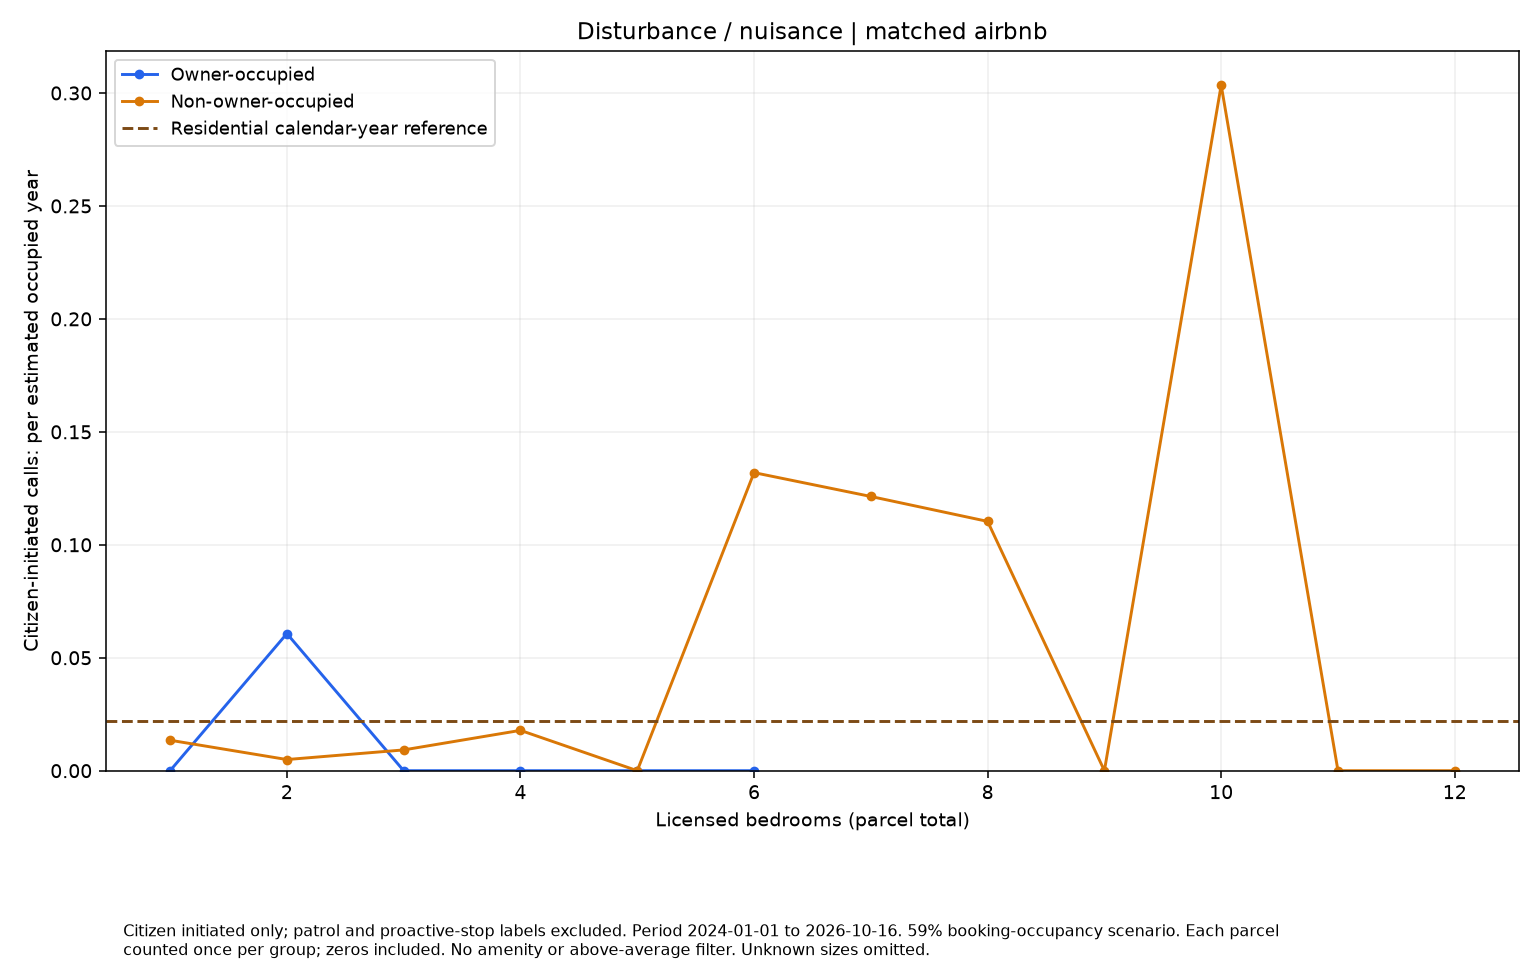 Disturbance / nuisance | matched airbnb
Owner-occupied
Non-owner-occupied
Residential calendar-year reference
Citizen-initiated calls: per estimated occupied year
0.30
0.25
0.20
0.15
0.10
0.05
0.00
2
4
6
8
10
12
Licensed bedrooms (parcel total)
Citizen initiated only; patrol and proactive-stop labels excluded. Period 2024-01-01 to 2026-10-16. 59% booking-occupancy scenario. Each parcel
counted once per group; zeros included. No amenity or above-average filter. Unknown sizes omitted.